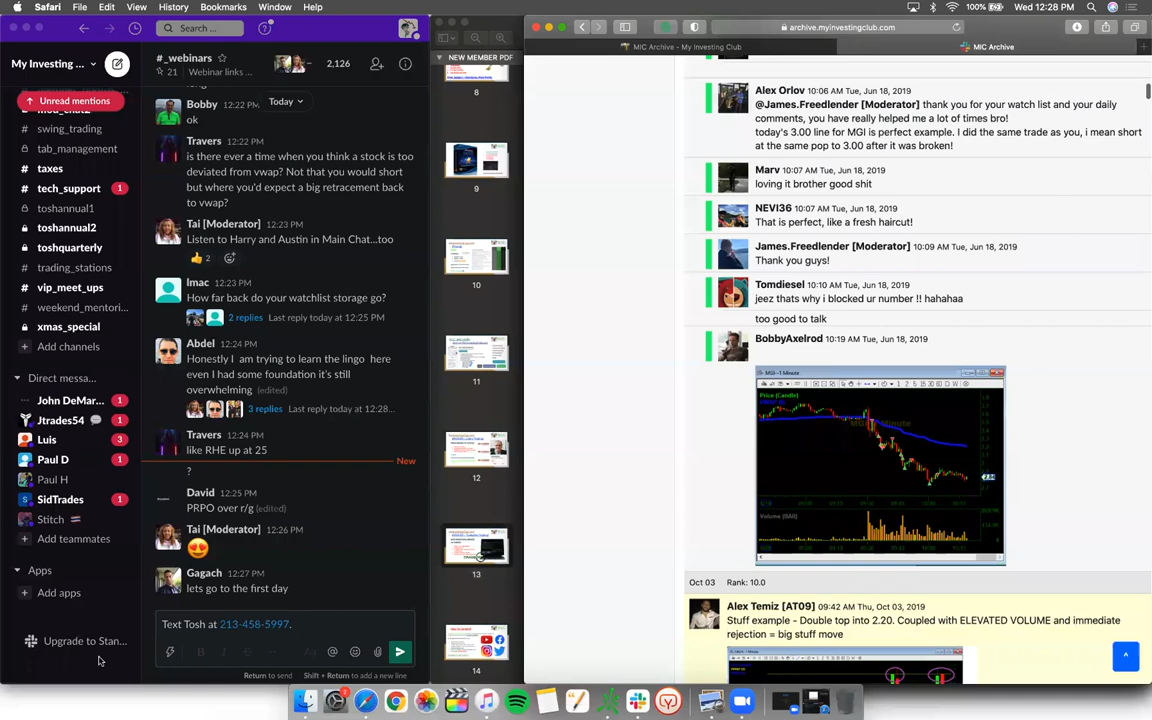 Safari File Edit View History Bookmarks Window Help
100% Wed 12:28 PM
Search ...
My Investing ...
Unread mentions
swing_trading
tab_management
taxes
tech_support 1
toshannual1
toshannual2
toshquarterly
trading_stations
vip_meet_ups
weekend_mentori...
xmas_special
Add channels
Direct messa...
John DeMar... 1
Jtrades54 1
Luis 3
Paul D 1
Paul H
SidTrades 1
Stitch
Add teammates
Apps
Add apps
Upgrade to Stan...
#_webinars
21 Webinar links ...
2,126
Today
Bobby 12:22 PM
ok
Travers 12:22 PM
is there ever a time when you think a stock is too
deviated from vwap? Not that you would short
but where you'd expect a big retracement back
to vwap?
Tai [Moderator] 12:23 PM
Listen to Harry and Austin in Main Chat...too
2
lmac 12:23 PM
How far back do your watchlist storage go?
2 replies Last reply today at 12:25 PM
Abdel 12:24 PM
Honestly I am trying to learn the lingo here
even I had some foundation it's still
overwhelming (edited)
3 replies Last reply today at 12:28...
Travers 12:24 PM
like RHE up at 25
New
?
David 12:25 PM
PRPO over r/g (edited)
Tai [Moderator] 12:26 PM
Gagach 12:27 PM
lets go to the first day
Text Tosh at 213-458-5997.
Return to send Shift + Return to add a new line
NEW MEMBER PDF
8
9
10
11
12
13
14
archive.myinvestingclub.com
MIC Archive - My Investing Club
MIC Archive
Alex Orlov 10:06 AM Tue, Jun 18, 2019
@James.Freedlender [Moderator] thank you for your watch list and your daily
comments, you have really helped me a lot of times bro!
today's 3.00 line for MGI is perfect example. I did the same trade as you, i mean short
at the same pop to 3.00 after it was broken!
Marv 10:07 AM Tue, Jun 18, 2019
loving it brother good shit
NEVI36 10:08 AM Tue, Jun 18, 2019
That is perfect, like a fresh haircut!
James.Freedlender [Moderator] 10:09 AM Tue, Jun 18, 2019
Thank you guys!
Tomdiesel 10:10 AM Tue, Jun 18, 2019
jeez thats why i blocked ur number !! hahahaa
too good to talk
BobbyAxelrod 10:19 AM Tue, Jun 18, 2019
MGI--1 Minute
Price (Candle)
Volume (BAR)
Oct 03 Rank: 10.0
Alex Temiz [AT09] 09:42 AM Thu, Oct 03, 2019
Stuff example - Double top into 2.20. Coupled with ELEVATED VOLUME and immediate
rejection = big stuff move